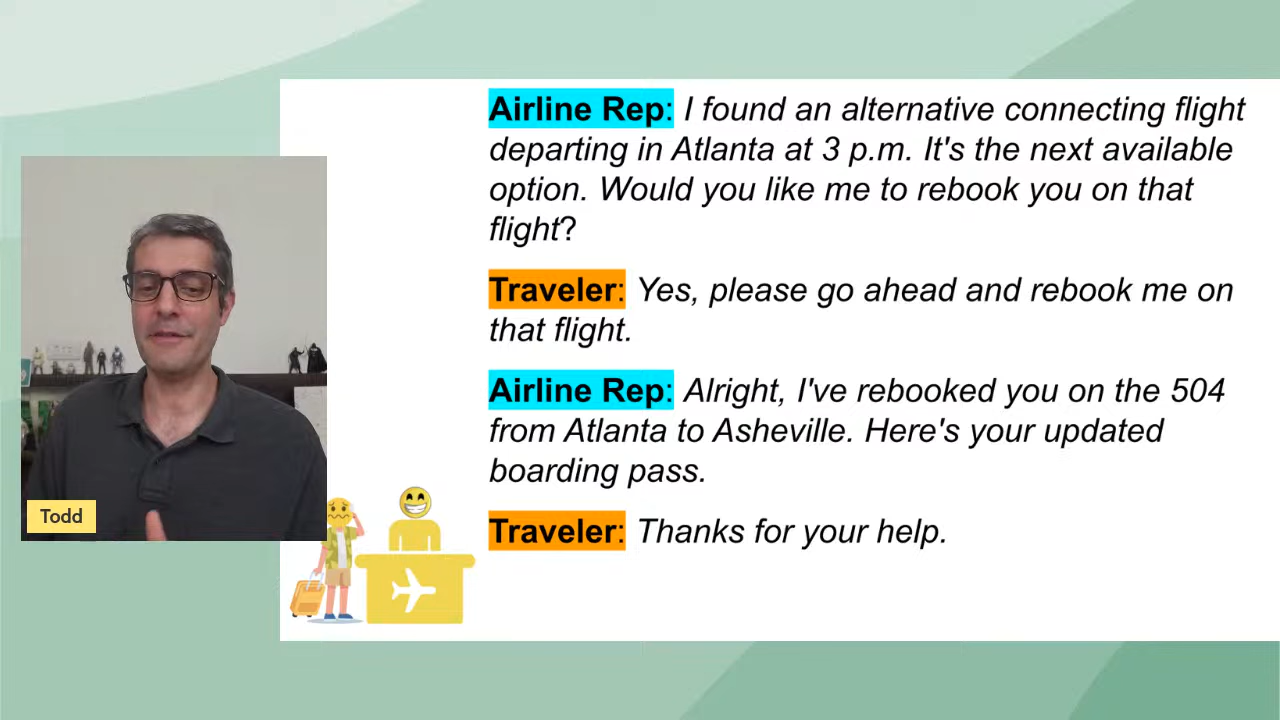 Airline Rep: I found an alternative connecting flight
departing in Atlanta at 3 p.m. It's the next available
option. Would you like me to rebook you on that
flight?
Traveler: Yes, please go ahead and rebook me on
that flight.
Airline Rep: Alright, I've rebooked you on the 504
from Atlanta to Asheville. Here's your updated
boarding pass.
Traveler: Thanks for your help.
Todd